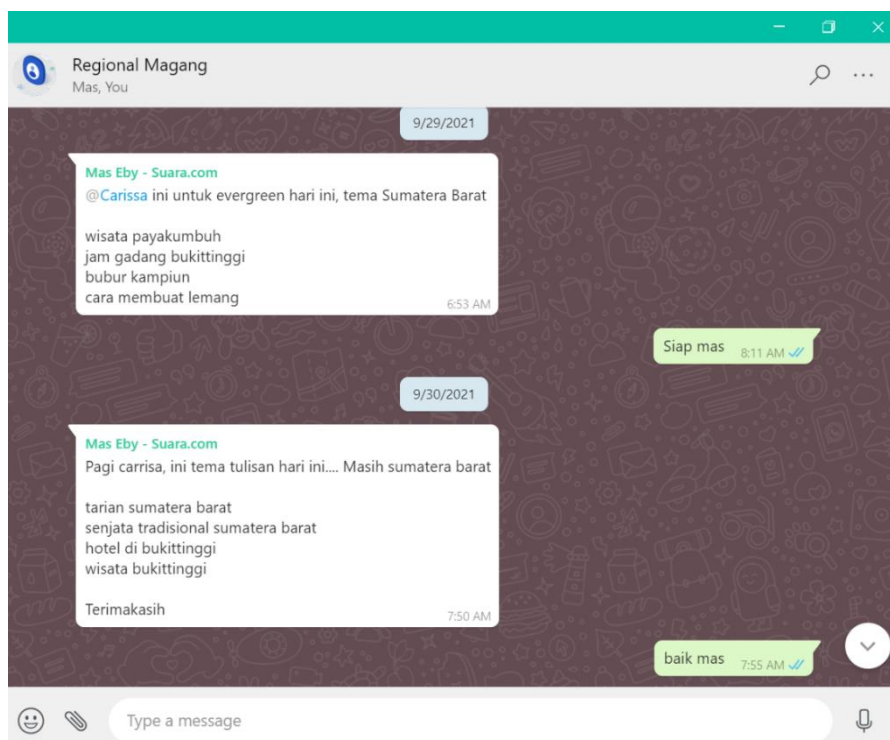 Regional Magang
Mas, You
9/29/2021
Mas Eby - Suara.com
@Carissa ini untuk evergreen hari ini, tema Sumatera Barat
wisata payakumbuh
jam gadang bukittinggi
bubur kampiun
cara membuat lemang
6:53 AM
Siap mas
8:11 AM
9/30/2021
Mas Eby - Suara.com
Pagi carrisa, ini tema tulisan hari ini.... Masih sumatera barat
tarian sumatera barat
senjata tradisional sumatera barat
hotel di bukittinggi
wisata bukittinggi
Terimakasih
7:50 AM
baik mas
7:55 AM
Type a message